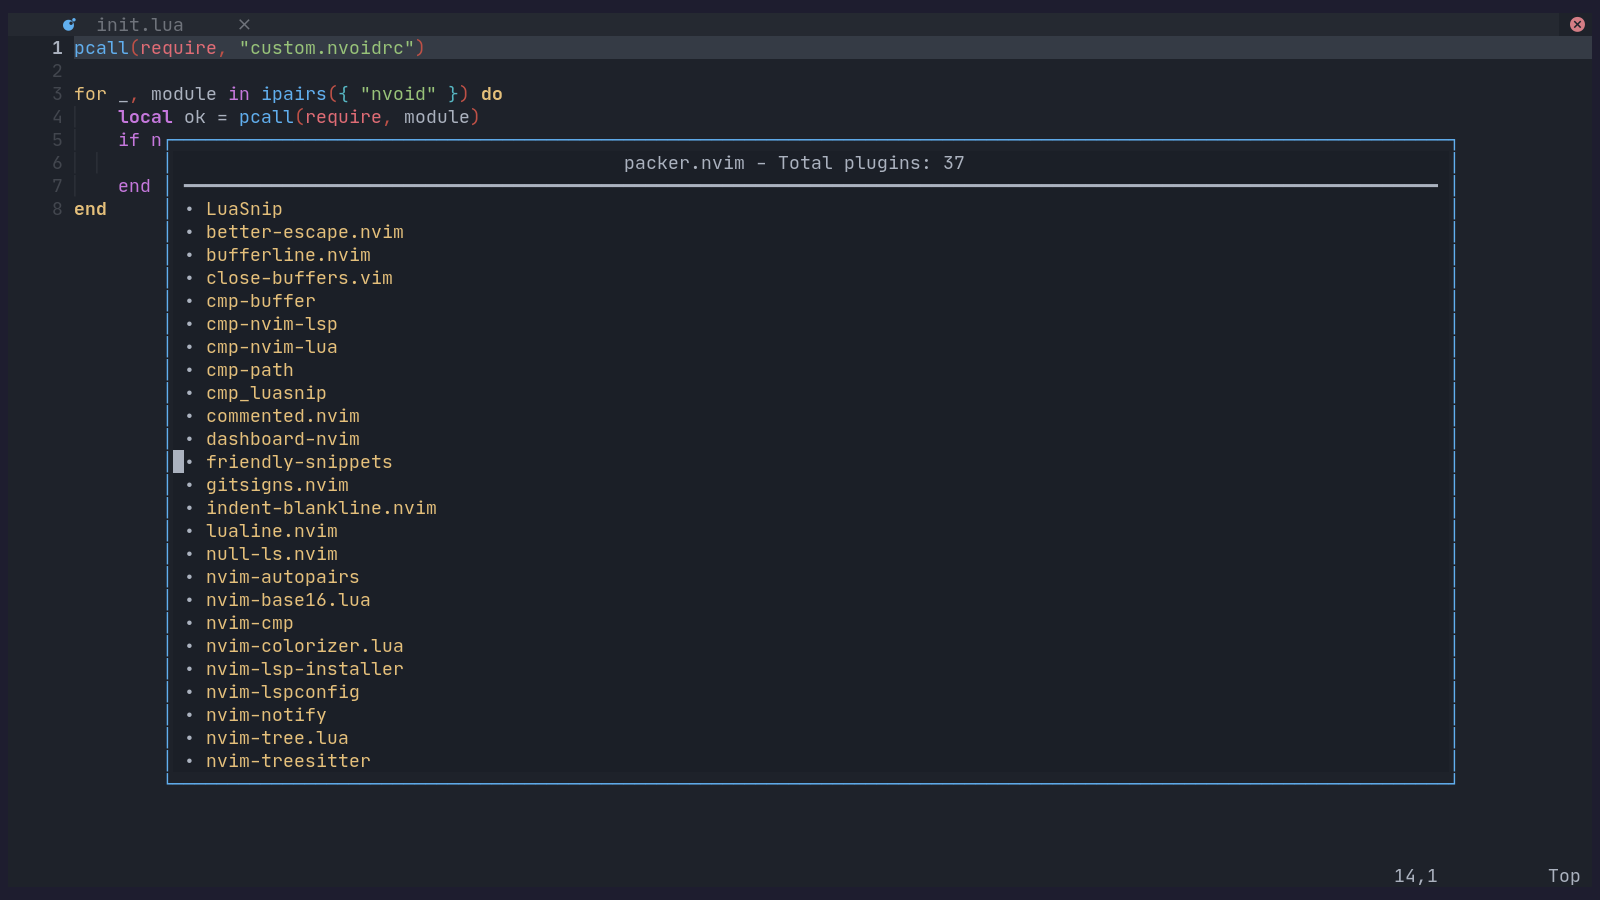 init.lua
1 pcall(require, "custom.nvoidrc")
2
3 for _, module in ipairs({ "nvoid" }) do
4 local ok = pcall(require, module)
5 if n
6
7 end
8 end
packer.nvim - Total plugins: 37
• LuaSnip
• better-escape.nvim
• bufferline.nvim
• close-buffers.vim
• cmp-buffer
• cmp-nvim-lsp
• cmp-nvim-lua
• cmp-path
• cmp_luasnip
• commented.nvim
• dashboard-nvim
• friendly-snippets
• gitsigns.nvim
• indent-blankline.nvim
• lualine.nvim
• null-ls.nvim
• nvim-autopairs
• nvim-base16.lua
• nvim-cmp
• nvim-colorizer.lua
• nvim-lsp-installer
• nvim-lspconfig
• nvim-notify
• nvim-tree.lua
• nvim-treesitter
14,1 Top